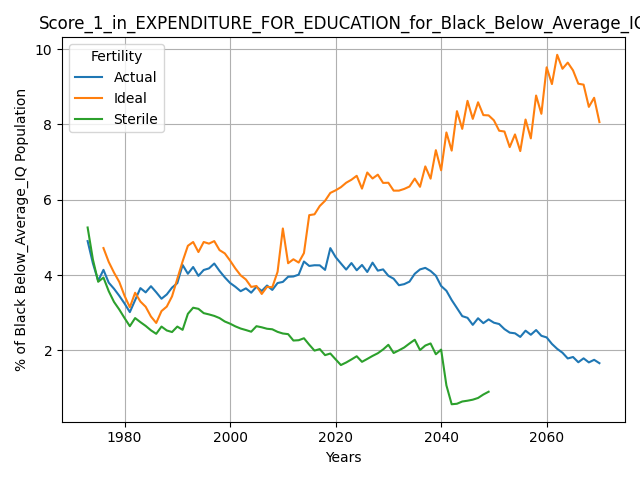 Score_1_in_EXPENDITURE_FOR_EDUCATION_for_Black_Below_Average_IQ
Fertility
Actual
Ideal
Sterile
% of Black Below_Average_IQ Population
10
8
6
4
2
1980 2000 2020 2040 2060
Years